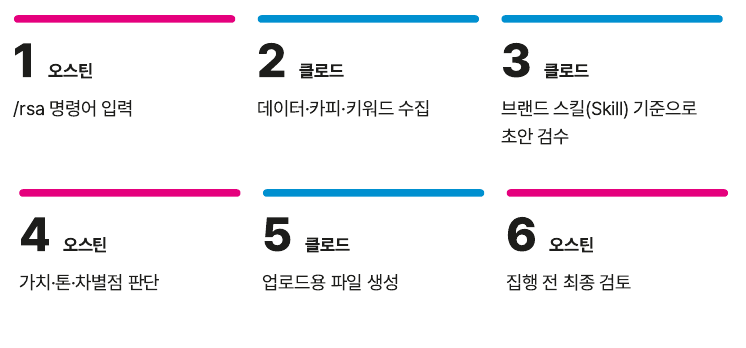 1 오스틴
/rsa 명령어 입력
2 클로드
데이터·카피·키워드 수집
3 클로드
브랜드 스킬(Skill) 기준으로
초안 검수
4 오스틴
가치·톤·차별점 판단
5 클로드
업로드용 파일 생성
6 오스틴
집행 전 최종 검토